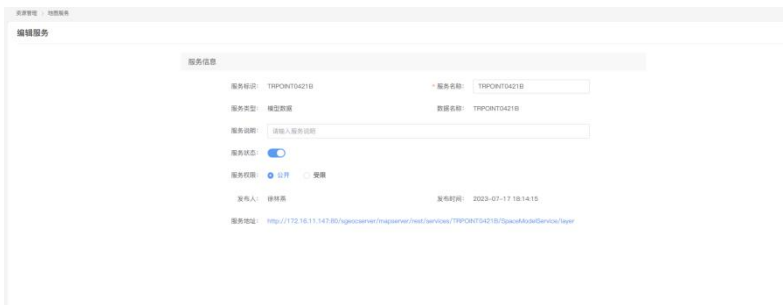 资源管理 : 地图服务
编辑服务
服务信息
服务标识: TRPOINT0421B * 服务名称: TRPOINT0421B
服务类型: 模型数据 数据名称: TRPOINT0421B
服务说明: 请输入服务说明
服务状态:
服务权限: 公开 受限
发布人: 徐祥燕 发布时间: 2023-07-17 18:14:15
服务地址: http://172.16.11.147:80/sgeoserver/mapserver/rest/services/TRPOINT0421B/SpaceModelService/layer